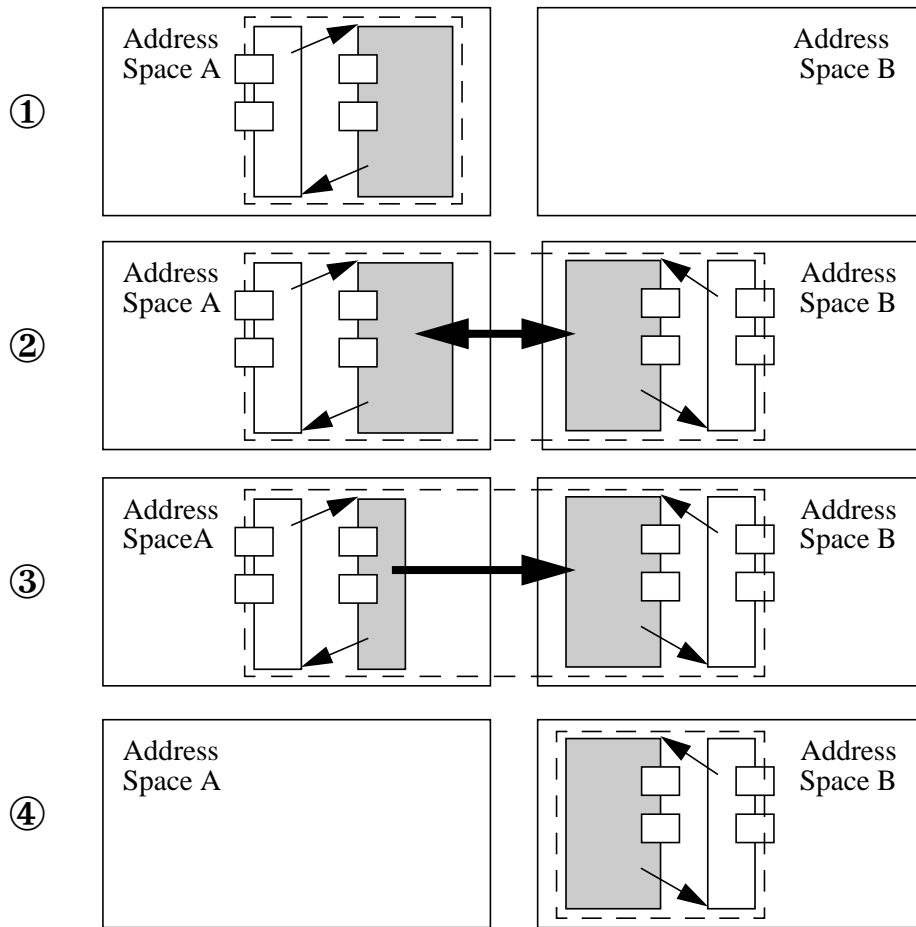 Address
Space A
Address
Space B
①
Address
Space A
Address
Space B
②
Address
SpaceA
Address
Space B
③
Address
Space A
Address
Space B
④